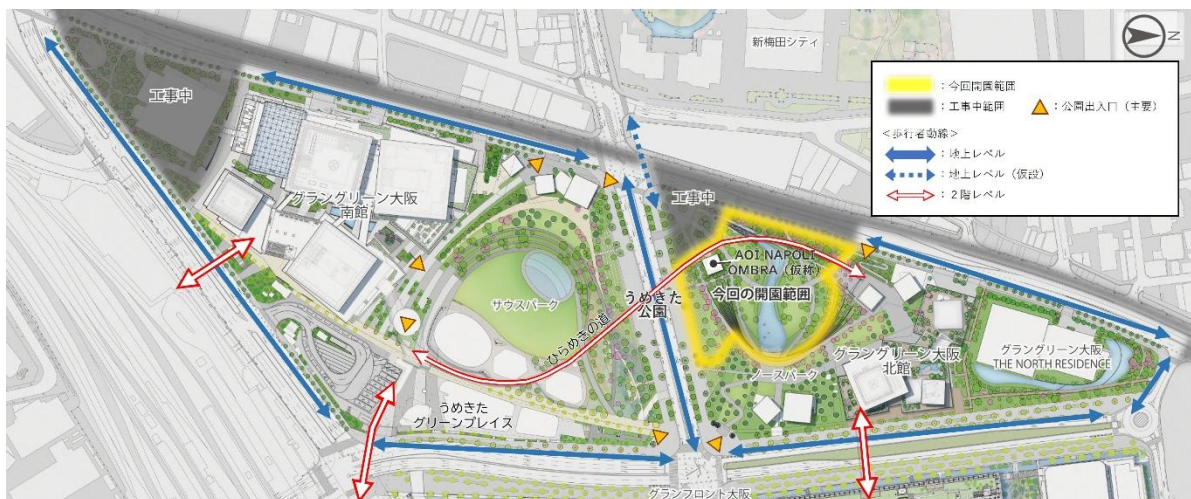 新梅田シティ
N
：今回開園範囲
：工事中範囲
：公園出入口（主要）
＜歩行者動線＞
：地上レベル
：地上レベル（仮設）
：２階レベル
工事中
グラングリーン大阪
南館
工事中
AOI NAPOLI
OMBRA（仮称）
今回の開園範囲
うめきた
公園
サウスパーク
ひらめきの道
ノースパーク
グラングリーン大阪
北館
グラングリーン大阪
THE NORTH RESIDENCE
うめきた
グリーンプレイス
グランフロント大阪